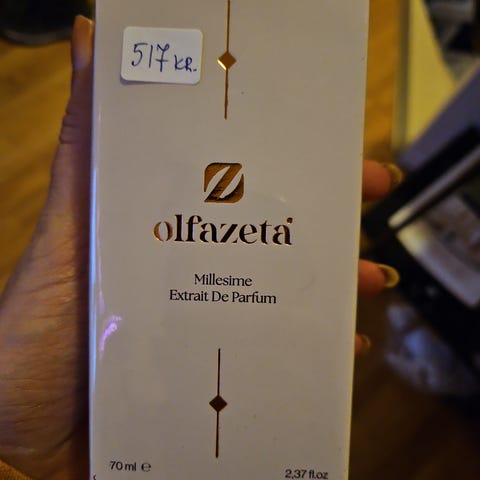 517 KR.
olfazeta
Millesime
Extrait De Parfum
70 ml ℮
2,37 fl.oz